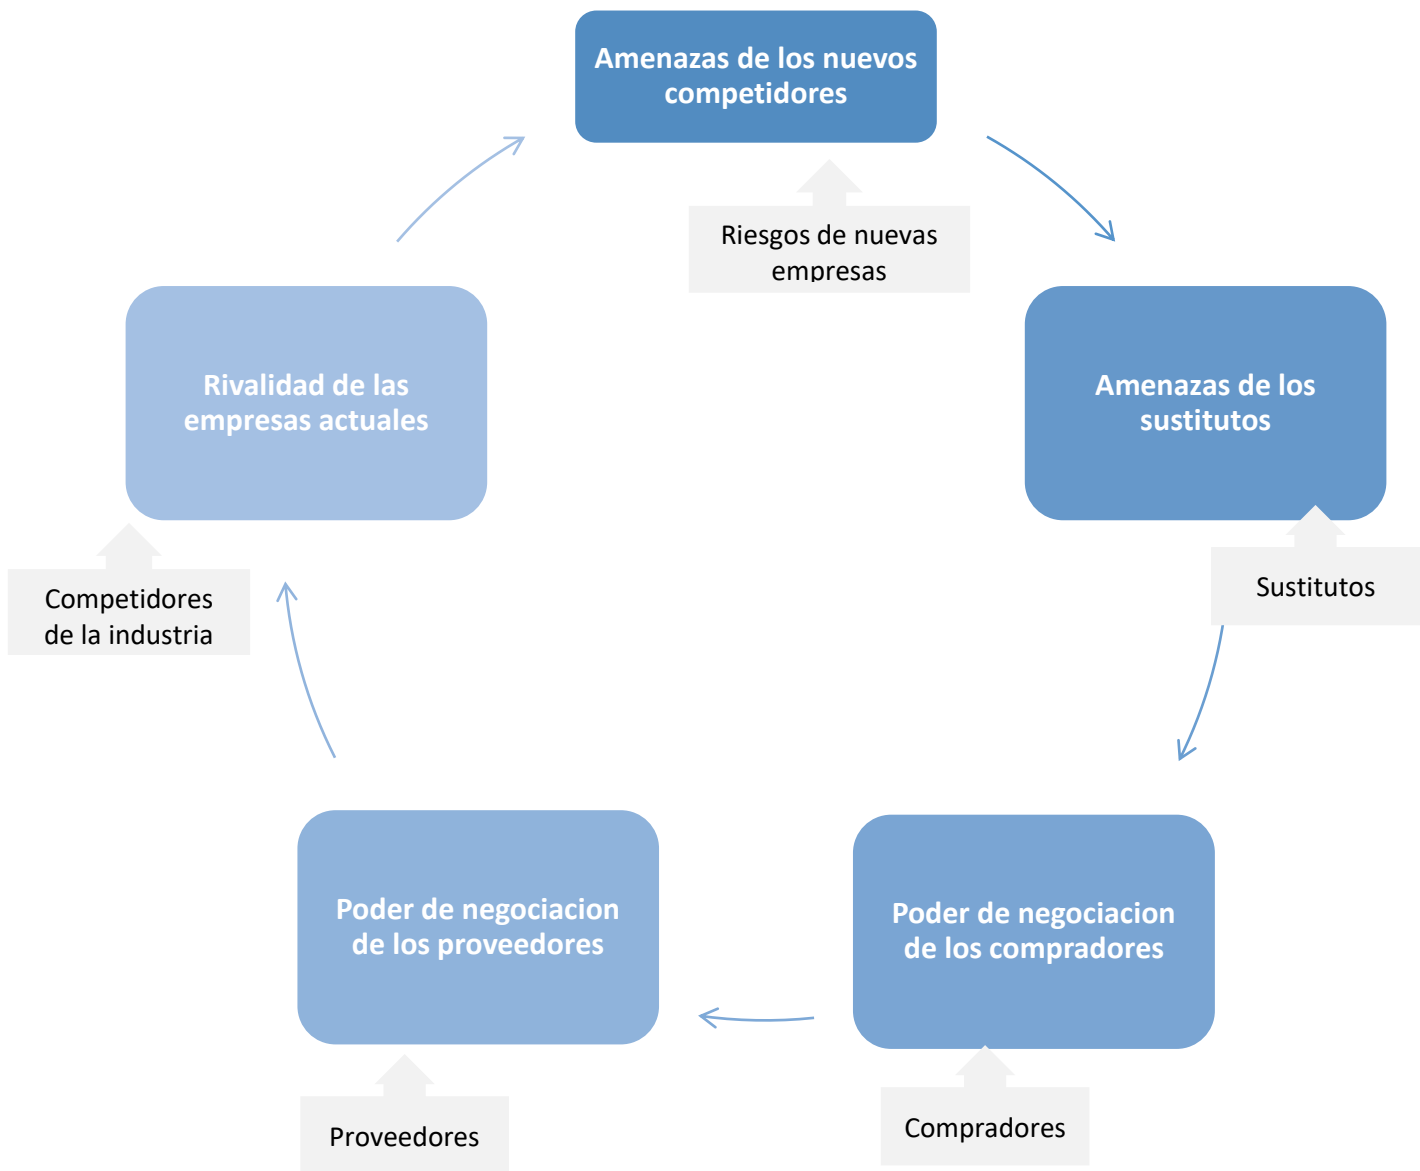 Amenazas de los nuevos
competidores
Riesgos de nuevas
empresas
Rivalidad de las
empresas actuales
Amenazas de los
sustitutos
Competidores
de la industria
Sustitutos
Poder de negociacion
de los proveedores
Poder de negociacion
de los compradores
Proveedores
Compradores